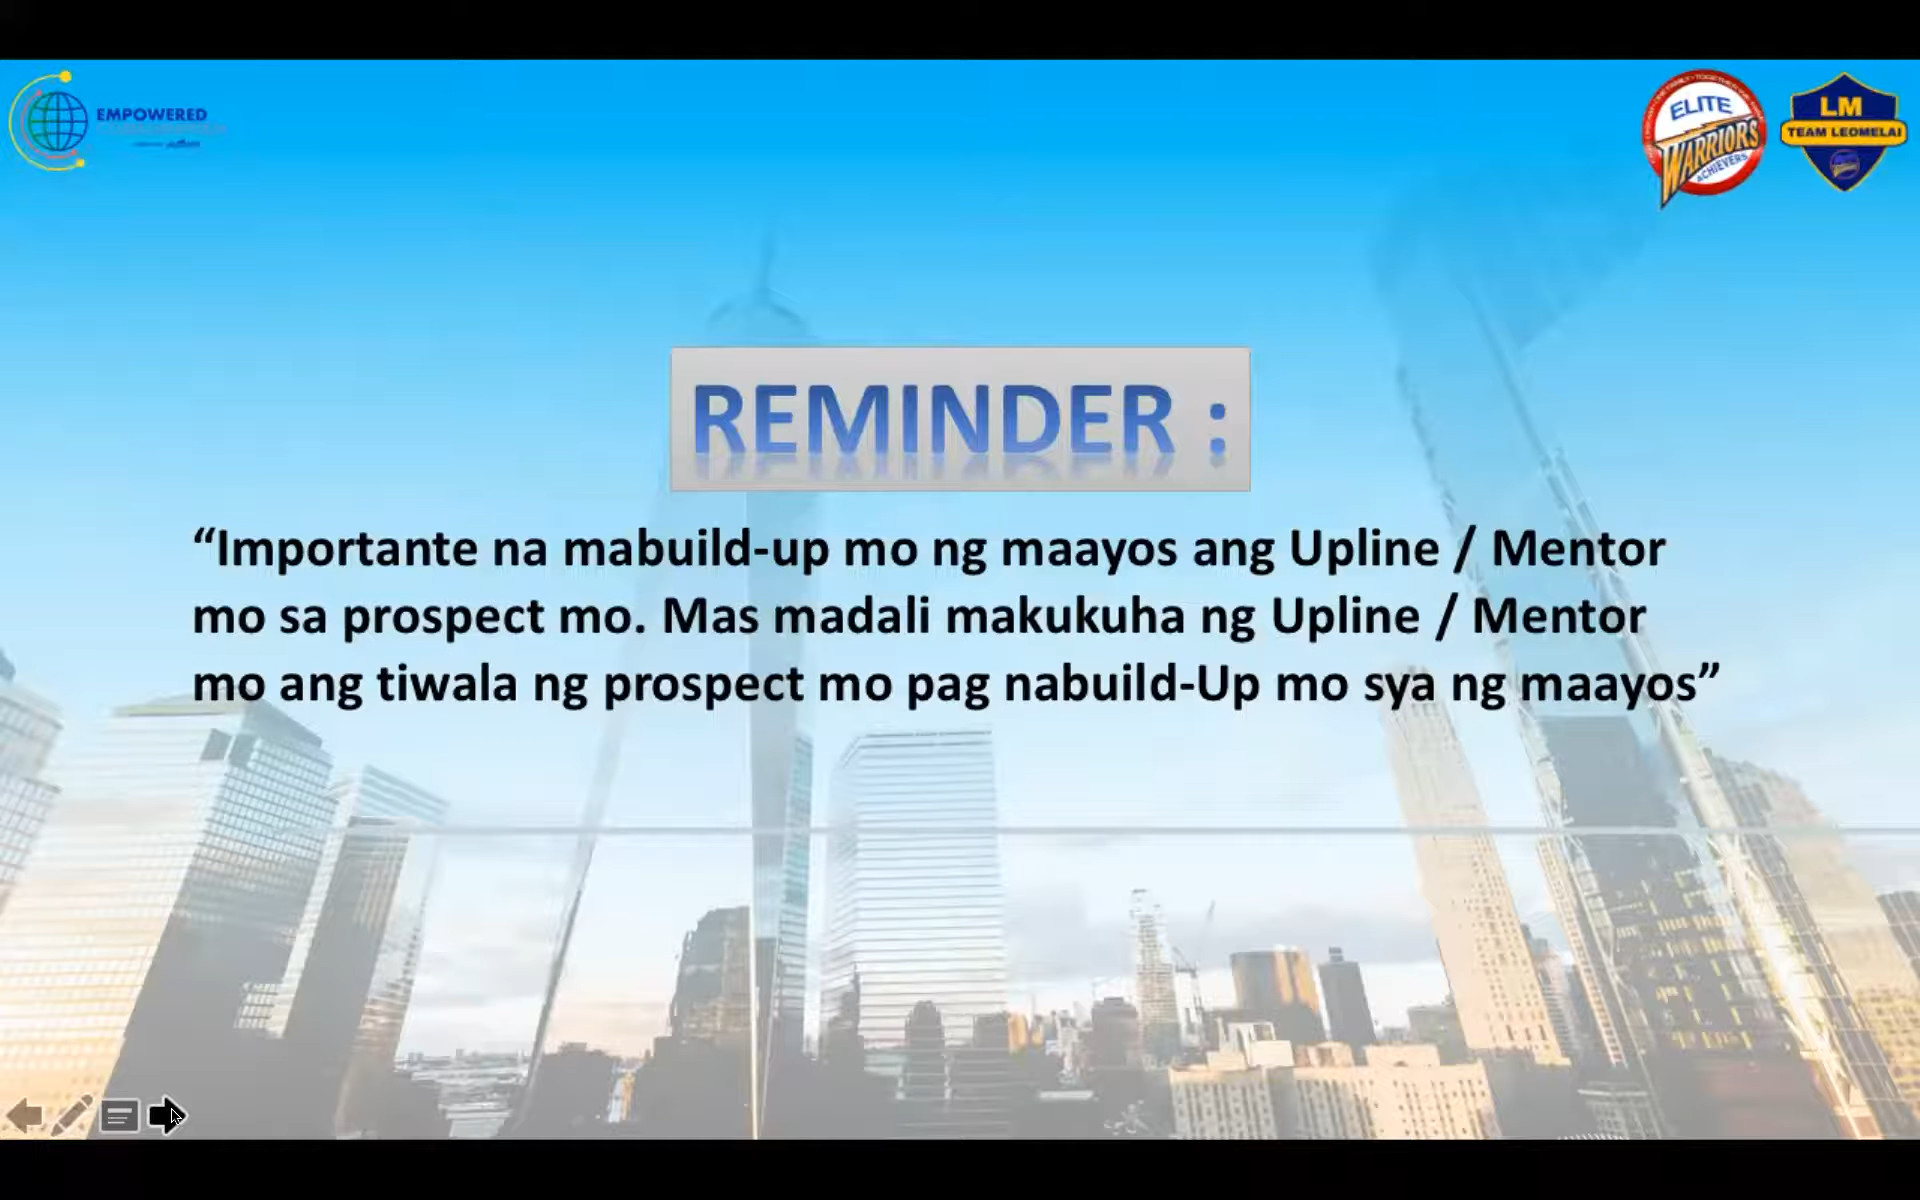 EMPOWERED
ELITE
WARRIORS
ACHIEVERS
LM
TEAM LEOMELAI
REMINDER :
“Importante na mabuild-up mo ng maayos ang Upline / Mentor
mo sa prospect mo. Mas madali makukuha ng Upline / Mentor
mo ang tiwala ng prospect mo pag nabuild-Up mo sya ng maayos”